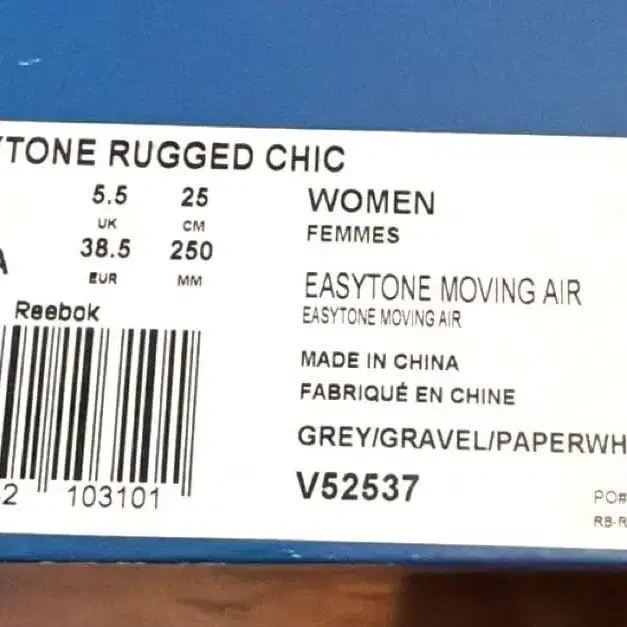 YTONE RUGGED CHIC
5.5 25
UK CM
38.5 250
EUR MM
A
Reebok
2 103101
WOMEN
FEMMES
EASYTONE MOVING AIR
EASYTONE MOVING AIR
MADE IN CHINA
FABRIQUÉ EN CHINE
GREY/GRAVEL/PAPERWH
V52537
PO#
RB-R